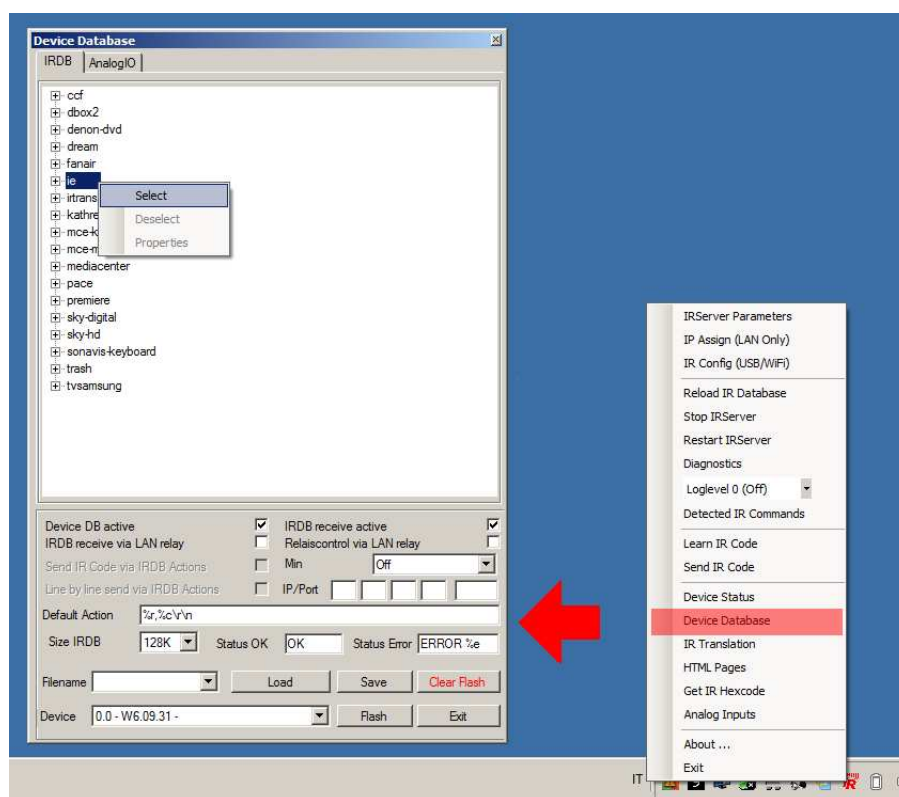 Device Database
IRDB AnalogIO
ccf
dbox2
denon-dvd
dream
fanair
ie
irtrans
Select
kathre
Deselect
mce-k
Properties
mce-m
mediacenter
pace
premiere
sky-digital
sky-hd
sonavis-keyboard
trash
tvsamsung
Device DB active IRDB receive active
IRDB receive via LAN relay Relaiscontrol via LAN relay
Send IR Code via IRDB Actions Min Off
Line by line send via IRDB Actions IP/Port
Default Action %r,%c\r\n
Size IRDB 128K Status OK OK Status Error ERROR %e
Filename Load Save Clear Flash
Device 0.0 - W6.09.31 - Flash Exit
IRServer Parameters
IP Assign (LAN Only)
IR Config (USB/WiFi)
Reload IR Database
Stop IRServer
Restart IRServer
Diagnostics
Loglevel 0 (Off)
Detected IR Commands
Learn IR Code
Send IR Code
Device Status
Device Database
IR Translation
HTML Pages
Get IR Hexcode
Analog Inputs
About ...
Exit
IT